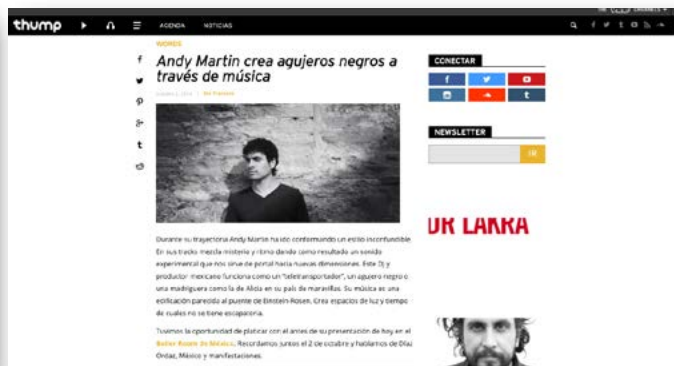 THE CHANNELS
thump AGENDA NOTICIAS
WORDS
Andy Martin crea agujeros negros a
través de música
CONECTAR
NEWSLETTER
IR
DR LAKRA
Durante su trayectoria Andy Martin ha ido conformando un estilo inconfundible.
En sus tracks mezcla misterio y ritmo dando como resultado un sonido
experimental que nos sirve de portal hacia nuevas dimensiones. Este DJ y
productor mexicano funciona como un "teletransportador", un agujero negro o
una madriguera como la de Alicia en su país de maravillas. Su música es una
edificación parecida al puente de Einstein-Rosen. Crea espacios de luz y tiempo
de cuales no se tiene escapatoria.
Tuvimos la oportunidad de platicar con él antes de su presentación de hoy en el
Boiler Room de México. Recordamos juntos el 2 de octubre y hablamos de Díaz
Ordaz, México y manifestaciones.